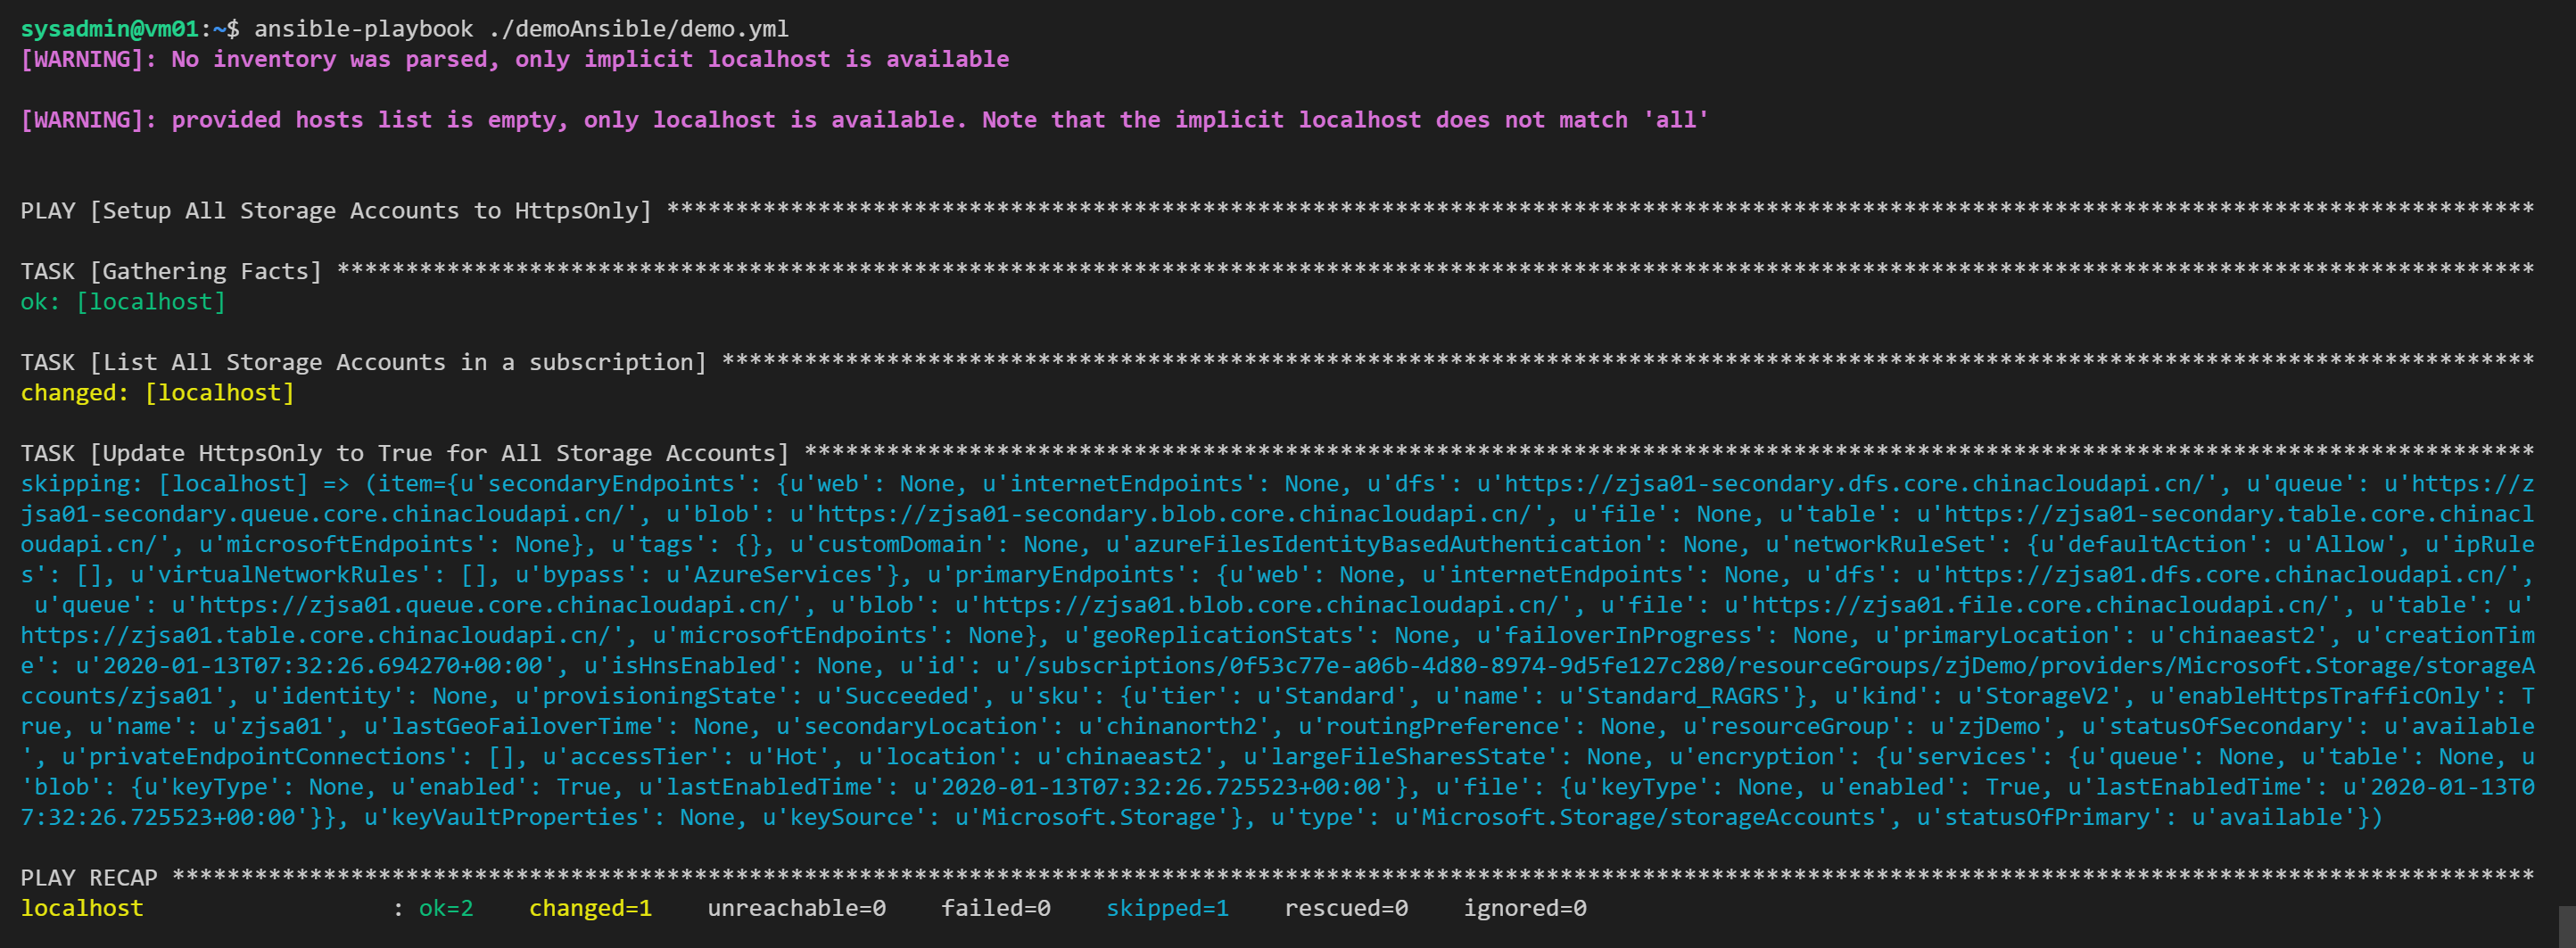 sysadmin@vm01:~$ ansible-playbook ./demoAnsible/demo.yml
[WARNING]: No inventory was parsed, only implicit localhost is available
[WARNING]: provided hosts list is empty, only localhost is available. Note that the implicit localhost does not match 'all'
PLAY [Setup All Storage Accounts to HttpsOnly] ****************************************************************************************************************************************
TASK [Gathering Facts] ****************************************************************************************************************************************************************
ok: [localhost]
TASK [List All Storage Accounts in a subscription] ************************************************************************************************************************************
changed: [localhost]
TASK [Update HttpsOnly to True for All Storage Accounts] ******************************************************************************************************************************
skipping: [localhost] => (item={u'secondaryEndpoints': {u'web': None, u'internetEndpoints': None, u'dfs': u'https://zjsa01-secondary.dfs.core.chinacloudapi.cn/', u'queue': u'https://z
jsa01-secondary.queue.core.chinacloudapi.cn/', u'blob': u'https://zjsa01-secondary.blob.core.chinacloudapi.cn/', u'file': None, u'table': u'https://zjsa01-secondary.table.core.chinacl
oudapi.cn/', u'microsoftEndpoints': None}, u'tags': {}, u'customDomain': None, u'azureFilesIdentityBasedAuthentication': None, u'networkRuleSet': {u'defaultAction': u'Allow', u'ipRule
s': [], u'virtualNetworkRules': [], u'bypass': u'AzureServices'}, u'primaryEndpoints': {u'web': None, u'internetEndpoints': None, u'dfs': u'https://zjsa01.dfs.core.chinacloudapi.cn/',
u'queue': u'https://zjsa01.queue.core.chinacloudapi.cn/', u'blob': u'https://zjsa01.blob.core.chinacloudapi.cn/', u'file': u'https://zjsa01.file.core.chinacloudapi.cn/', u'table': u'
https://zjsa01.table.core.chinacloudapi.cn/', u'microsoftEndpoints': None}, u'geoReplicationStats': None, u'failoverInProgress': None, u'primaryLocation': u'chinaeast2', u'creationTim
e': u'2020-01-13T07:32:26.694270+00:00', u'isHnsEnabled': None, u'id': u'/subscriptions/0f53c77e-a06b-4d80-8974-9d5fe127c280/resourceGroups/zjDemo/providers/Microsoft.Storage/storageA
ccounts/zjsa01', u'identity': None, u'provisioningState': u'Succeeded', u'sku': {u'tier': u'Standard', u'name': u'Standard_RAGRS'}, u'kind': u'StorageV2', u'enableHttpsTrafficOnly': T
rue, u'name': u'zjsa01', u'lastGeoFailoverTime': None, u'secondaryLocation': u'chinanorth2', u'routingPreference': None, u'resourceGroup': u'zjDemo', u'statusOfSecondary': u'available
', u'privateEndpointConnections': [], u'accessTier': u'Hot', u'location': u'chinaeast2', u'largeFileSharesState': None, u'encryption': {u'services': {u'queue': None, u'table': None, u
'blob': {u'keyType': None, u'enabled': True, u'lastEnabledTime': u'2020-01-13T07:32:26.725523+00:00'}, u'file': {u'keyType': None, u'enabled': True, u'lastEnabledTime': u'2020-01-13T0
7:32:26.725523+00:00'}}, u'keyVaultProperties': None, u'keySource': u'Microsoft.Storage'}, u'type': u'Microsoft.Storage/storageAccounts', u'statusOfPrimary': u'available'})
PLAY RECAP ****************************************************************************************************************************************************************************
localhost : ok=2 changed=1 unreachable=0 failed=0 skipped=1 rescued=0 ignored=0